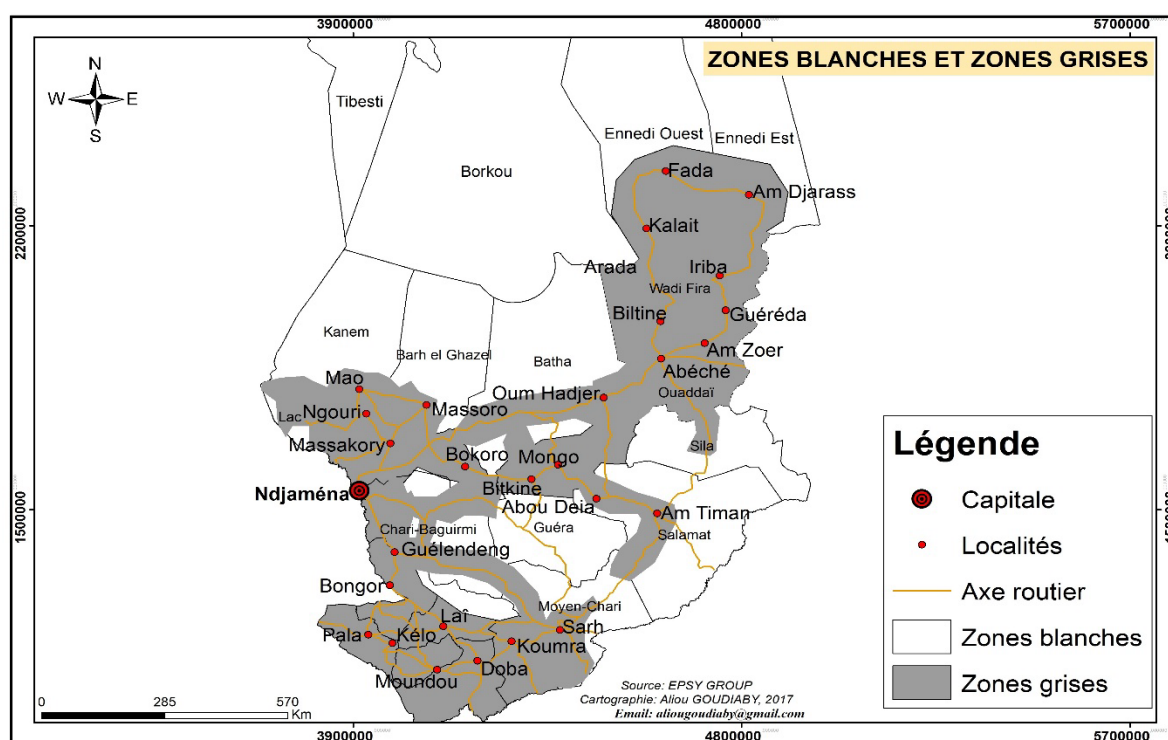 3900000
4800000
5700000
ZONES BLANCHES ET ZONES GRISES
N
W
E
S
Tibesti
Ennedi Ouest
Ennedi Est
Borkou
Fada
Am Djarass
2200000
Kalait
Arada
Iriba
Wadi Fira
Biltine
Guéréda
Kanem
Barh el Ghazel
Batha
Am Zoer
Abéché
Mao
Oum Hadjer
Ouaddaï
Lac
Ngouri
Massoro
Massakory
Sila
Bokoro
Mongo
Bitkine
Ndjaména
Abou Deia
Am Timan
1500000
Chari-Baguirmi
Guéra
Salamat
Guélendeng
Bongor
Moyen-Chari
Laî
Sarh
Pala
Kélo
Koumra
Doba
Moundou
Légende
Capitale
Localités
Axe routier
Zones blanches
Zones grises
Source: EPSY GROUP
Cartographie: Aliou GOUDIABY, 2017
Email: aliougoudiaby@gmail.com
0
285
570
Km
3900000
4800000
5700000